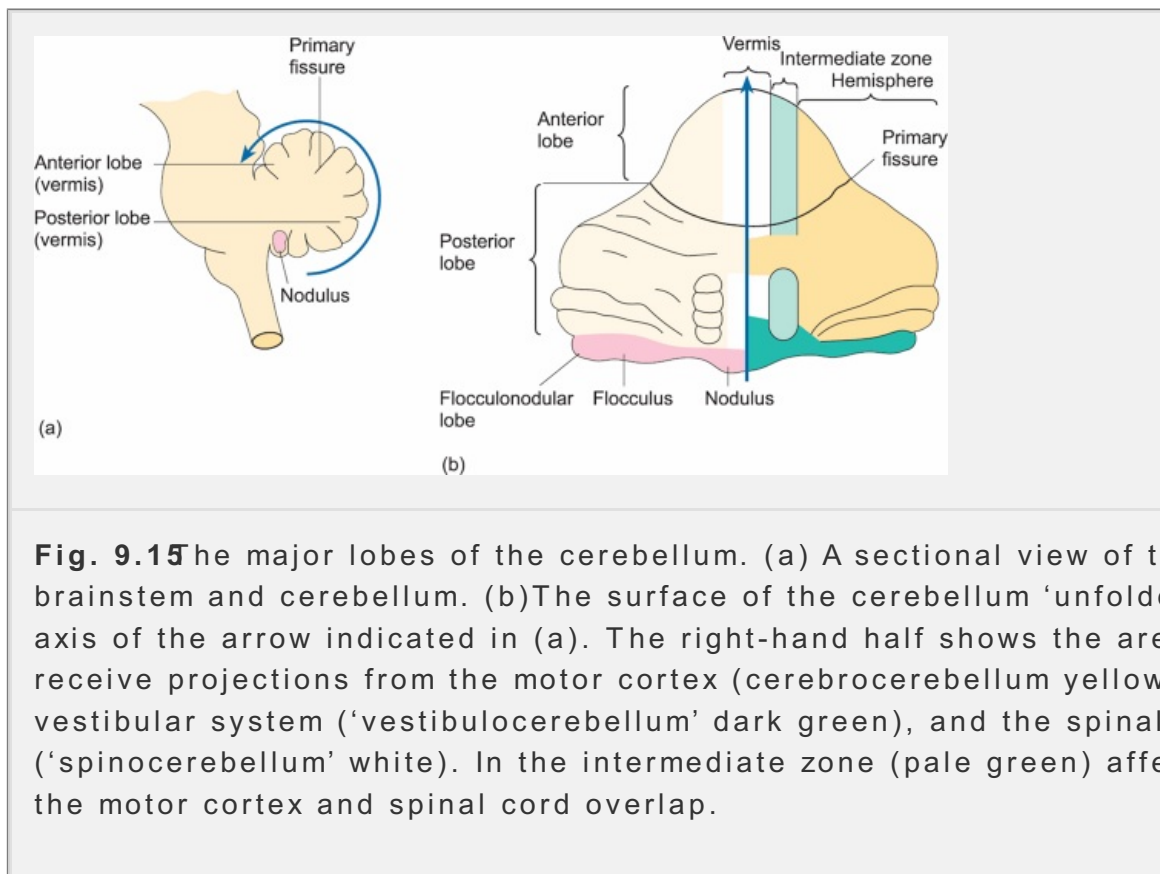 Primary
fissure
Anterior lobe
(vermis)
Posterior lobe
(vermis)
Nodulus
(a)
Vermis
Intermediate zone
Hemisphere
Anterior
lobe
Primary
fissure
Posterior
lobe
Flocculonodular
lobe
Flocculus
Nodulus
(b)
Fig. 9.15 The major lobes of the cerebellum. (a) A sectional view of
brainstem and cerebellum. (b)The surface of the cerebellum
axis of the arrow indicated in (a). The right-hand half shows the
receive projections from the motor cortex (cerebrocerebellum yellow
vestibular system (‘vestibulocerebellum’ dark green), and the spinal
(‘spinocerebellum’ white). In the intermediate zone (pale green)
the motor cortex and spinal cord overlap.